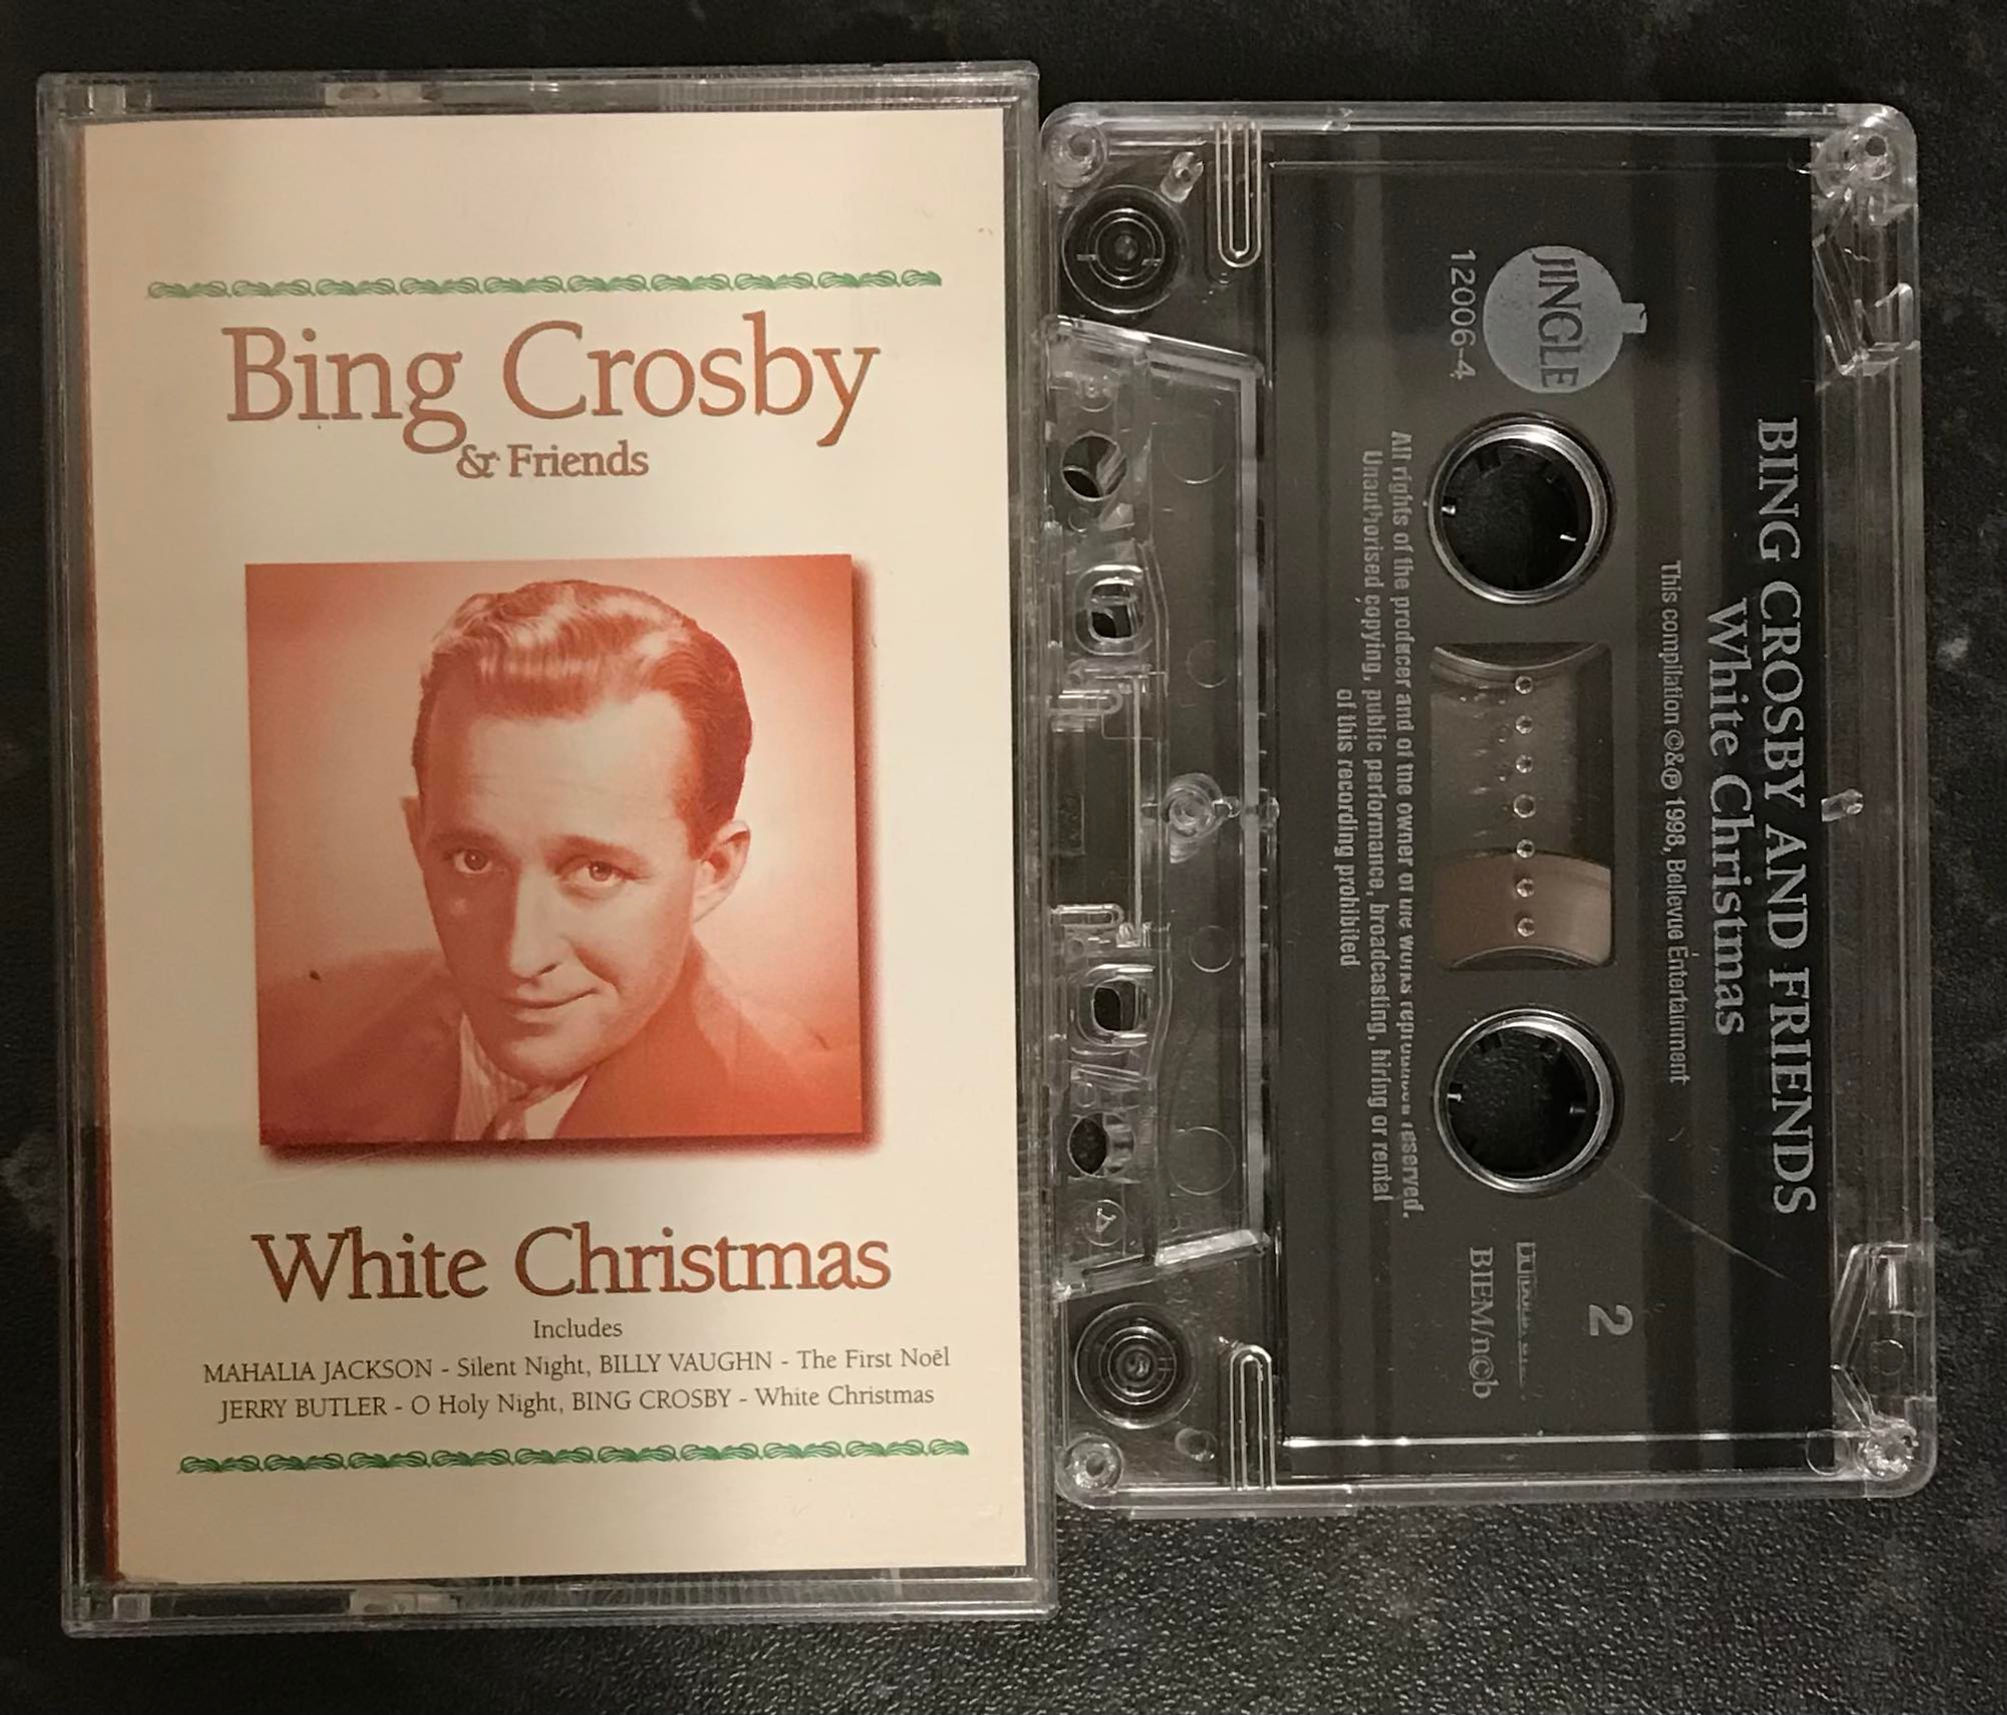 Bing Crosby
& Friends
White Christmas
Includes
MAHALIA JACKSON - Silent Night, BILLY VAUGHN - The First Noël
JERRY BUTLER - O Holy Night, BING CROSBY - White Christmas
BING CROSBY AND FRIENDS
White Christmas
This compilation ©&℗ 1998, Bellevue Entertainment
JINGLE
12006-4
2
BIEM/n©b
All rights of the producer and of the owner of the works reproduced reserved.
Unauthorised copying, public performance, broadcasting, hiring or rental
of this recording prohibited